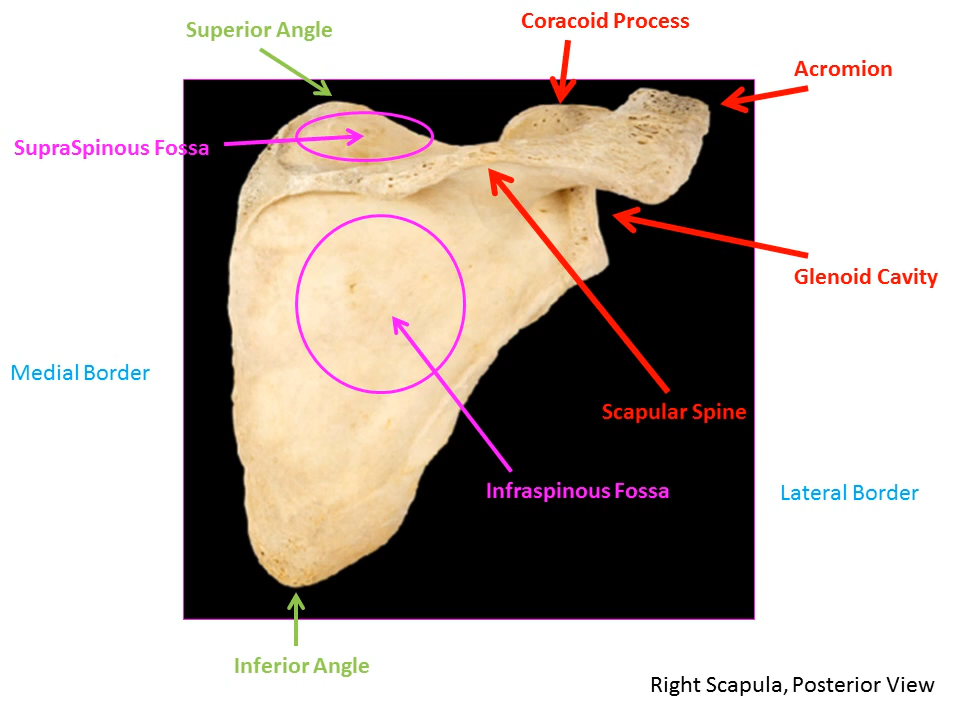 Coracoid Process
Superior Angle
Acromion
SupraSpinous Fossa
Glenoid Cavity
Medial Border
Scapular Spine
Infraspinous Fossa
Lateral Border
Inferior Angle
Right Scapula, Posterior View